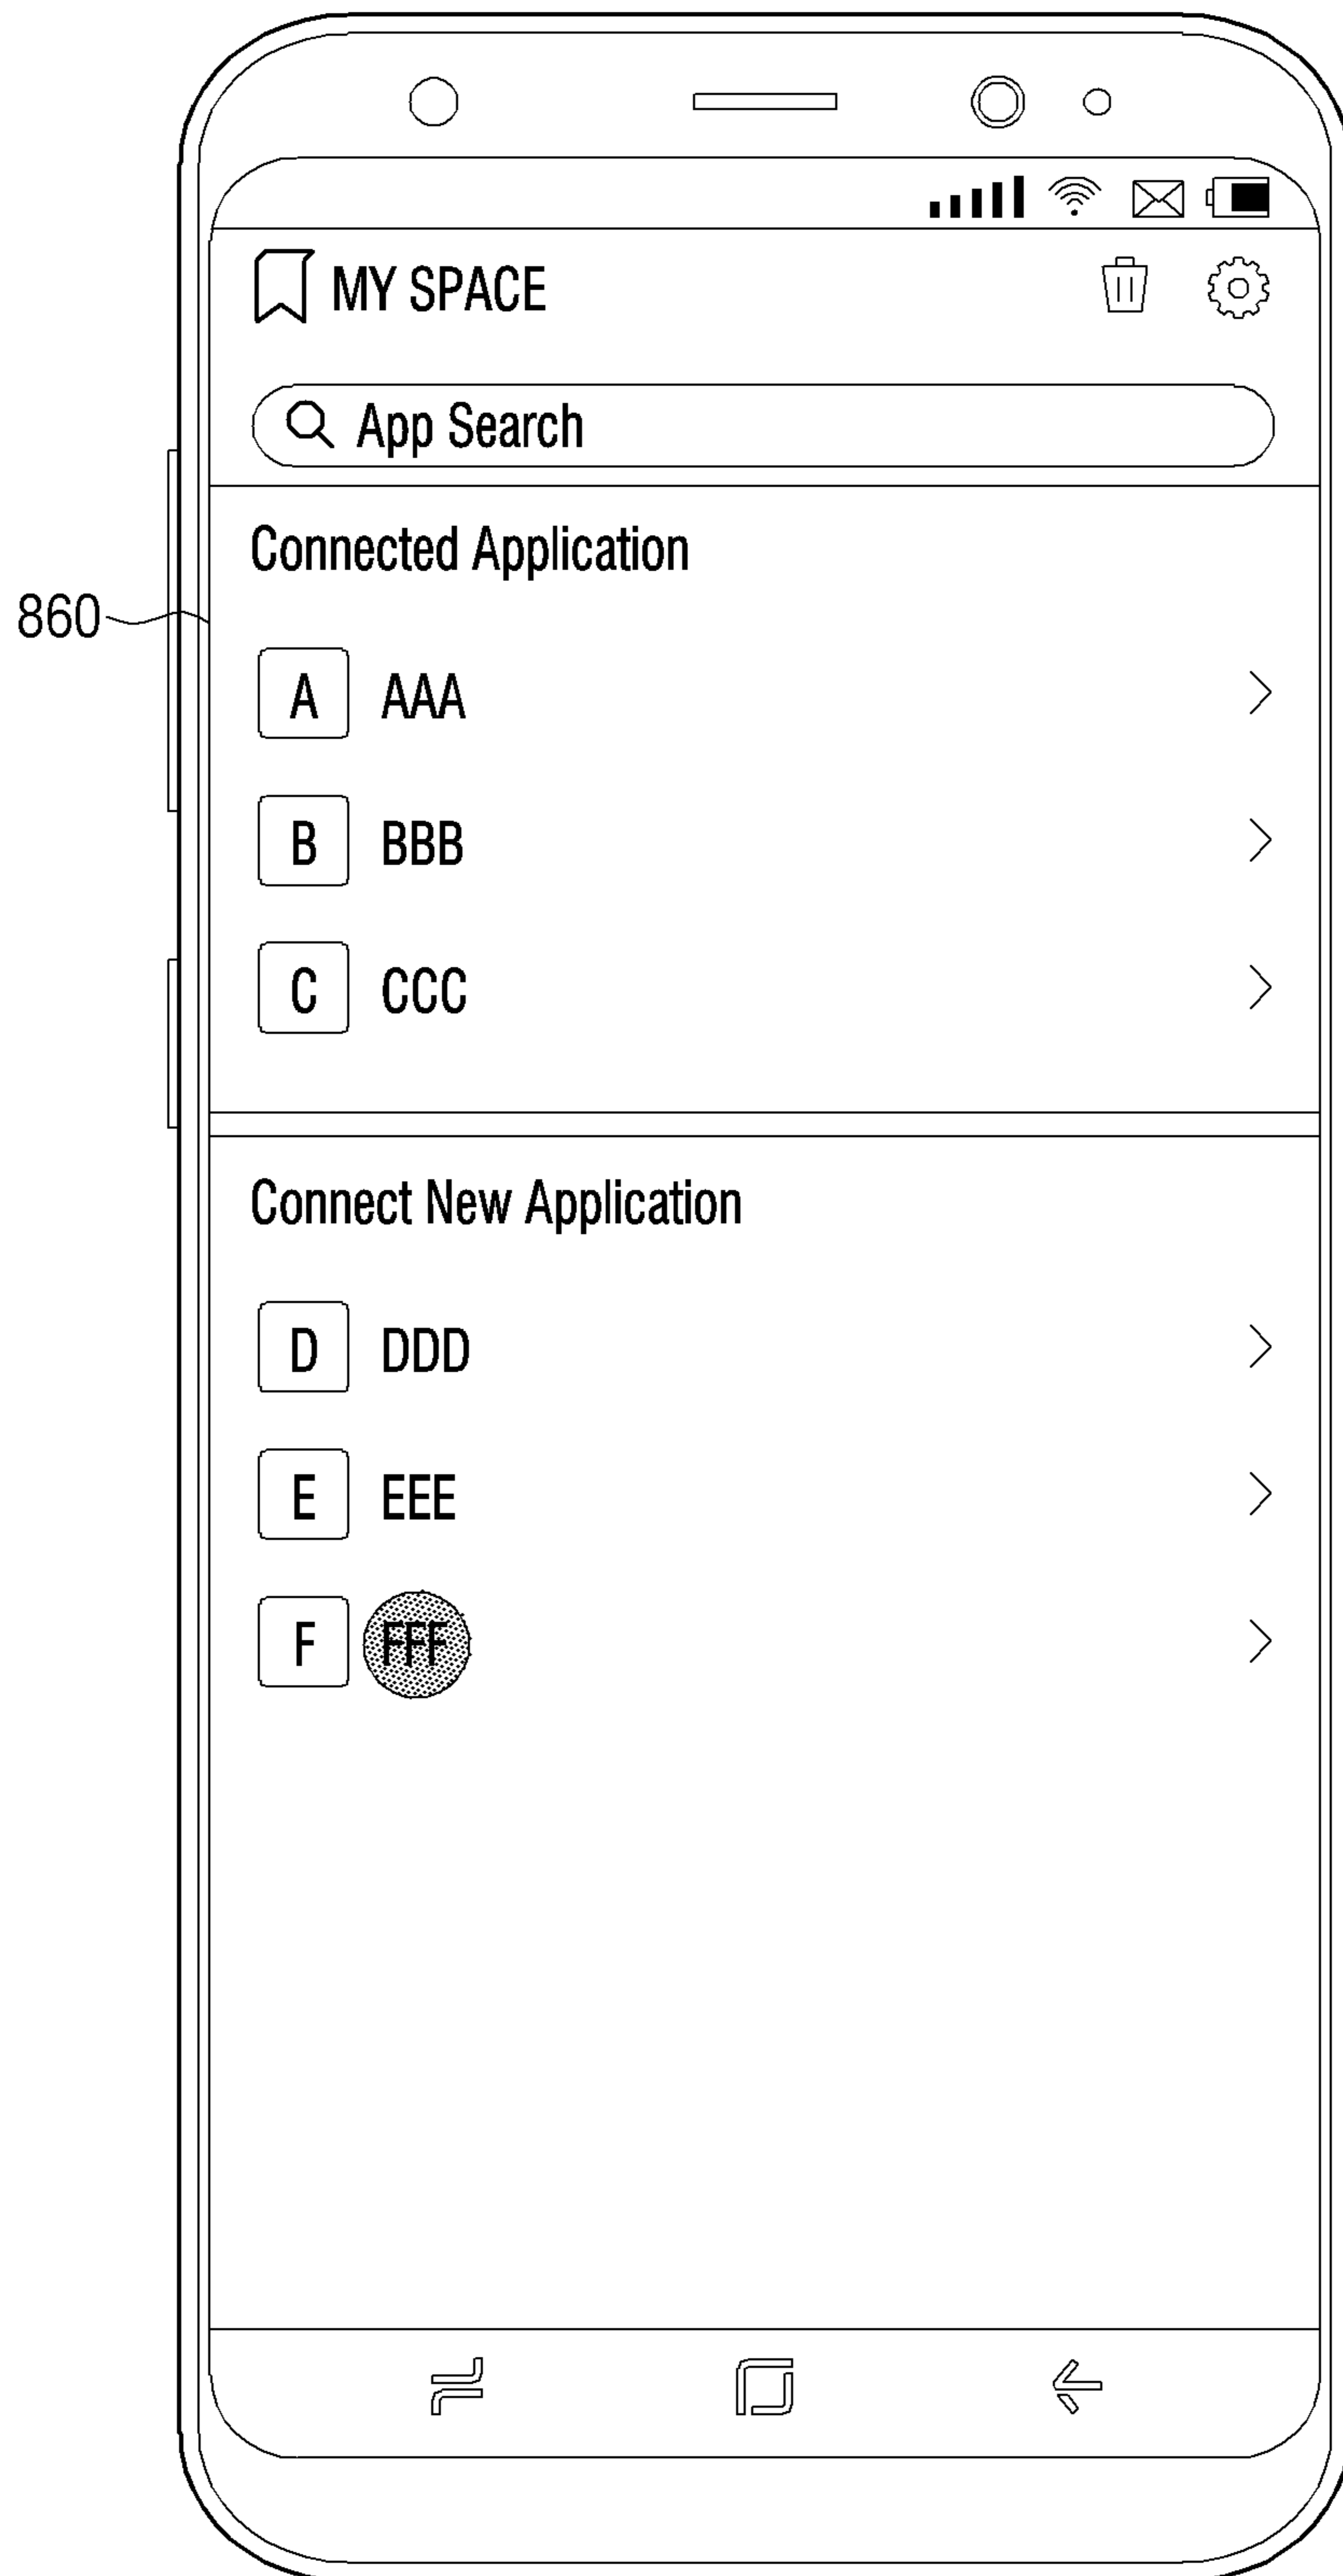 MY SPACE
App Search
Connected Application
860
A AAA
B BBB
C CCC
Connect New Application
D DDD
E EEE
F FFF